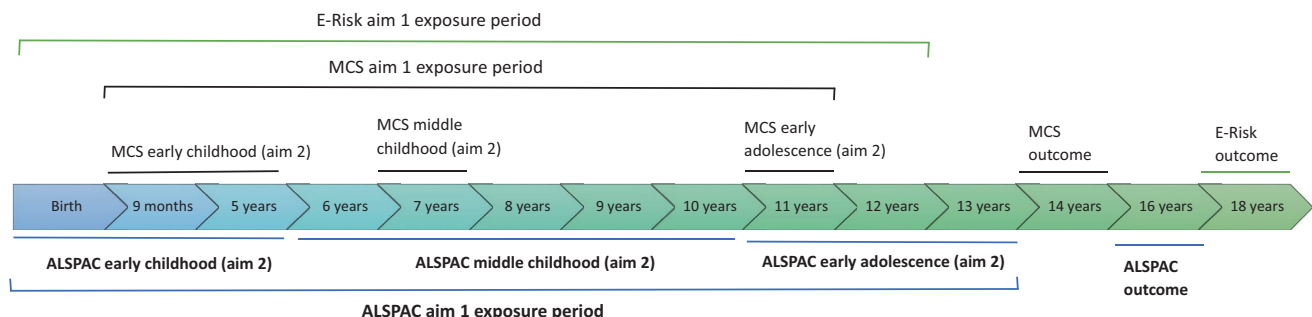 E-Risk aim 1 exposure period
MCS aim 1 exposure period
MCS early childhood (aim 2)
MCS middle
childhood (aim 2)
MCS early
adolescence (aim 2)
MCS
outcome
E-Risk
outcome
Birth
9 months
5 years
6 years
7 years
8 years
9 years
10 years
11 years
12 years
13 years
14 years
16 years
18 years
ALSPAC early childhood (aim 2)
ALSPAC middle childhood (aim 2)
ALSPAC early adolescence (aim 2)
ALSPAC
outcome
ALSPAC aim 1 exposure period